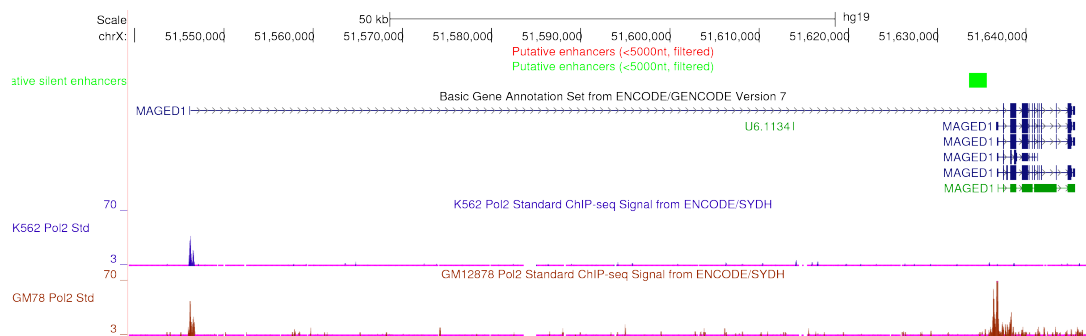 Scale 50 kb hg19
chrX: 51,550,000 51,560,000 51,570,000 51,580,000 51,590,000 51,600,000 51,610,000 51,620,000 51,630,000 51,640,000
Putative enhancers (<5000nt, filtered)
Putative enhancers (<5000nt, filtered)
ative silent enhancers
Basic Gene Annotation Set from ENCODE/GENCODE Version 7
MAGED1
U6.1134 MAGED1
MAGED1
MAGED1
MAGED1
MAGED1
70 K562 Pol2 Standard ChIP-seq Signal from ENCODE/SYDH
K562 Pol2 Std
3
70 GM12878 Pol2 Standard ChIP-seq Signal from ENCODE/SYDH
GM78 Pol2 Std
3